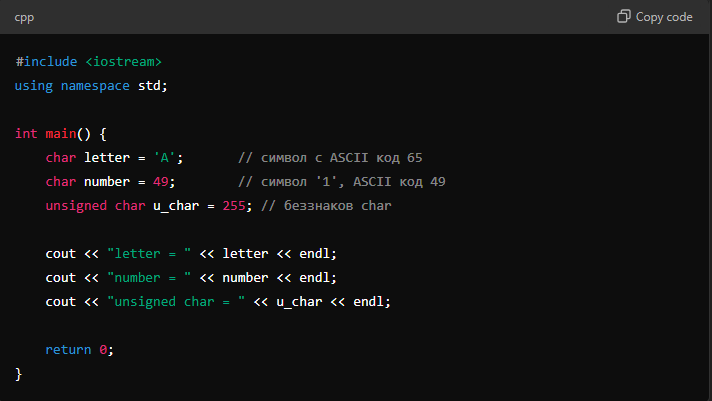 cpp
Copy code
#include <iostream>
using namespace std;
int main() {
    char letter = 'A';       // символ с ASCII код 65
    char number = 49;        // символ '1', ASCII код 49
    unsigned char u_char = 255; // беззнаков char
    cout << "letter = " << letter << endl;
    cout << "number = " << number << endl;
    cout << "unsigned char = " << u_char << endl;
    return 0;
}